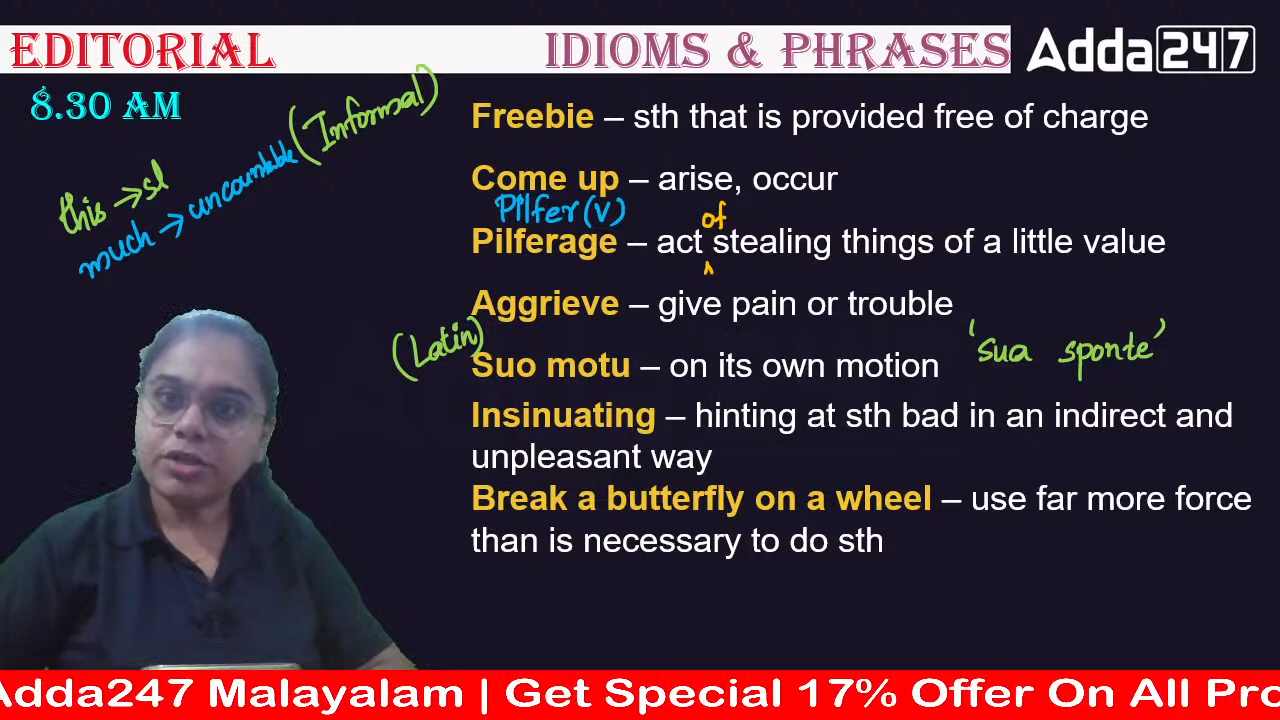 EDITORIAL IDIOMS & PHRASES Adda247
8.30 AM
(Informal)
this → sl
much → uncountable
Freebie – sth that is provided free of charge
Come up – arise, occur
Pilfer (v)
of
Pilferage – act stealing things of a little value
Aggrieve – give pain or trouble
(Latin)
'sua sponte'
Suo motu – on its own motion
Insinuating – hinting at sth bad in an indirect and
unpleasant way
Break a butterfly on a wheel – use far more force
than is necessary to do sth
Adda247 Malayalam | Get Special 17% Offer On All Pro